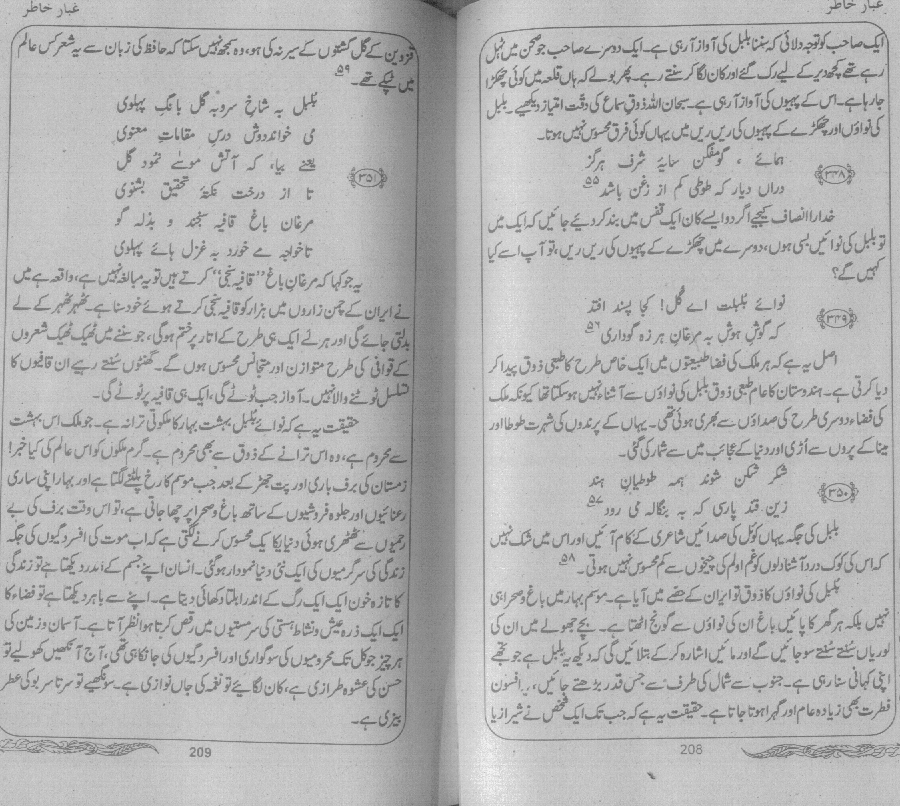 غبار خاطر
ایک صاحب کو توجہ دلائی کہ سننا بلبل کی آواز آ رہی ہے۔ ایک دوسرے صاحب جو صحن میں ٹہل
رہے تھے کچھ دیر کے لیے رک گئے اور کان لگا کر سنتے رہے۔ پھر بولے کہ ہاں قلعہ میں کوئی چھکڑا
جا رہا ہے۔ اس کے پہیوں کی آواز آ رہی ہے۔ سبحان اللہ ذوقِ سماع کی دقّت امتیاز دیکھیے۔ بلبل
کی نواؤں اور چھکڑے کے پہیوں کی ریں ریں میں یہاں کوئی فرق محسوس نہیں ہوتا۔
ہمائے ، گو مفگن سایۂ شرف ہرگز
﴿۳۴۸﴾
دراں دیار کہ طوطی کم از زغن باشد ۵۵
خدارا انصاف کیجیے اگر دو ایسے کان ایک قفس میں بند کر دیے جائیں کہ ایک میں
تو بلبل کی نوائیں بسی ہوں، دوسرے میں چھکڑے کے پہیوں کی ریں ریں، تو آپ اسے کیا
کہیں گے؟
نوائے بلبلت اے گل! کجا پسند افتد
﴿۳۴۹﴾
کہ گوشِ ہوش بہ مرغانِ ہرزہ گوداری ۵۶
اصل یہ ہے کہ ہر ملک کی فضا طبیعتوں میں ایک خاص طرح کا طبعی ذوق پیدا کر
دیا کرتی ہے۔ ہندوستان کا عام طبعی ذوق بلبل کی نواؤں سے آشناء نہیں ہو سکتا تھا کیونکہ ملک
کی فضاء دوسری طرح کی صداؤں سے بھری ہوئی تھی۔ یہاں کے پرندوں کی شہرت طوطا اور
مینا کے پروں سے اُڑی اور دنیا کے عجائب میں سے شمار کی گئی۔
شکر شکن شوند ہمہ طوطیانِ ہند
﴿۳۵۰﴾
زیں قند پارسی کہ بہ بنگالہ می رود ۵۷
بلبل کی جگہ یہاں کوئل کی صدائیں شاعری کے کام آئیں اور اس میں شک نہیں
کہ اس کی کوک درد آشنا دلوں کو غم اولم کی چیخوں سے کم محسوس نہیں ہوتی۔ ۵۸
بلبل کی نواؤں کا ذوق تو ایران کے حصّے میں آیا ہے۔ موسم بہار میں باغ و صحرا ہی
نہیں بلکہ ہر گھر کا پائیں باغ ان کی نواؤں سے گونج اٹھتا ہے۔ بچے جھولے میں ان کی
لوریاں سُنتے سُنتے سو جائیں گے اور مائیں اشارہ کر کے بتلائیں گی کہ دیکھ یہ بلبل ہے جو تجھے
اپنی کہانی سنا رہی ہے۔ جنوب سے شمال کی طرف سے جس قدر بڑھتے جائیں، یہ افسون
فطرت بھی زیادہ عام اور گہرا ہوتا جاتا ہے۔ حقیقت یہ ہے کہ جب تک ایک شخص نے شیراز یا
208
غبار خاطر
قزوین کے گل گشتوں کے سیر نہ کی ہو، وہ سمجھ نہیں سکتا کہ حافظ کی زبان سے یہ شعر کس عالم
میں ٹپکے تھے۔ ۵۹
بُلبل بہ شاخِ سرو بہ گل بانگِ پہلوی
می خواند دوش درسِ مقاماتِ معنوی
یعنے بیا، کہ آتشِ موسےٰ نمود گل
﴿۳۵۱﴾
تا از درخت نکتۂ تحقیق بشنوی
مرغانِ باغ قافیہ سنجند و بذلہ گو
تا خواجہ مے خورد بہ غزل ہائے پہلوی
یہ جو کہا کہ مرغانِ باغ ”قافیہ سنجی“ کرتے ہیں تو یہ مبالغہ نہیں ہے، واقعہ ہے میں
نے ایران کے چمن زاروں میں ہزار کو قافیہ سنجی کرتے ہوئے خود سنا ہے۔ ٹھہر ٹھہر کے لے
بدلتی جائے گی اور ہر لے ایک ہی طرح کے اتار پر ختم ہوگی، جو سننے میں ٹھیک ٹھیک شعروں
کے قوافی کی طرح متوازن اور متجانس محسوس ہوں گے۔ گھنٹوں سُنتے رہیے ان قافیوں کا
تسلسل ٹوٹنے والا نہیں۔ آواز جب ٹوٹے گی، ایک ہی قافیہ پر ٹوٹے گی۔
حقیقت یہ ہے کہ نوائے بلبل بہشت بہار کا ملکوتی ترانہ ہے۔ جو ملک اس بہشت
سے محروم ہے، وہ اس ترانے کے ذوق سے بھی محروم ہے۔ گرم ملکوں کو اس عالم کی کیا خبر!
زمستان کی برف باری اور پت جھڑ کے بعد جب موسم کا رخ پلٹنے لگتا ہے اور بہار اپنی ساری
رعنائیوں اور جلوہ فروشیوں کے ساتھ باغ و صحرا پر چھا جاتی ہے، تو اس وقت برف کی بے
رحمیوں سے ٹھٹھری ہوئی دنیا یکایک محسوس کرنے لگتی ہے کہ اب موت کی افسردگیوں کی جگہ
زندگی کی سرگرمیوں کی ایک نئی دنیا نمودار ہوگئی۔ انسان اپنے جسم کے اندر دیکھتا ہے تو زندگی
کا تازہ خون ایک ایک رگ کے اندر ابلتا دکھائی دیتا ہے۔ اپنے سے باہر دیکھتا ہے تو فضاء کا
ایک ایک ذرہ عیش و نشاطِ ہستی کی سرمستیوں میں رقص کرتا ہوا نظر آتا ہے۔ آسمان و زمین کی
ہر چیز جو کل تک محرومیوں کی سوگواری اور افسردگیوں کی جانکاہی تھی، آج آنکھیں کھولیے تو
حسن کی عشوہ طرازی ہے، کان لگائیے تو نغمہ کی جاں نوازی ہے۔ سونگھیے تو سرتا سر بو کی عطر
بیزی ہے۔
209